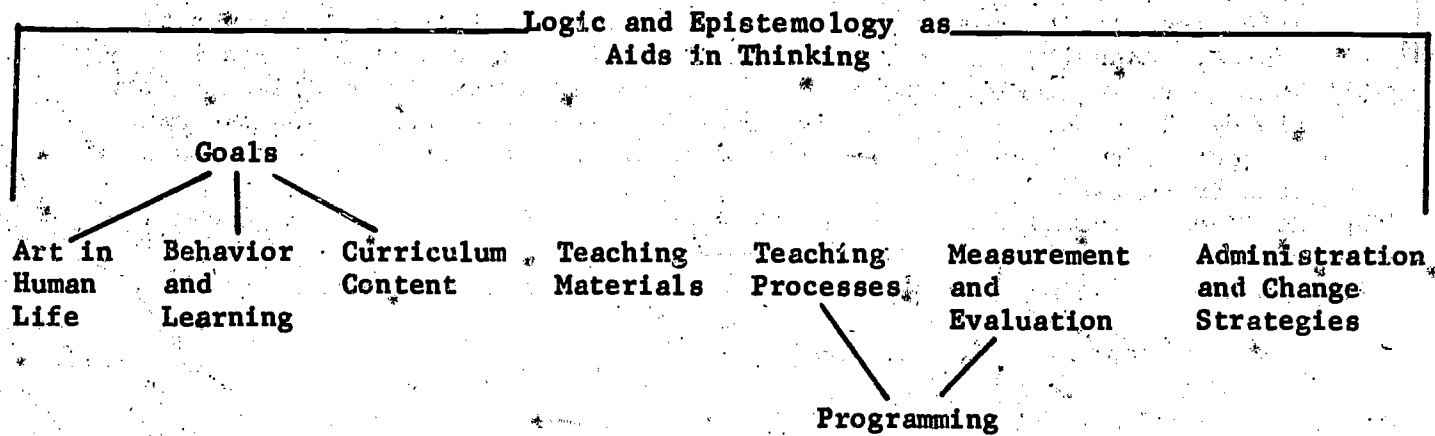 Logic and Epistemology as
Aids in Thinking
Goals
Art in
Human
Life
Behavior
and
Learning
Curriculum
Content
Teaching
Materials
Teaching
Processes
Measurement
and
Evaluation
Administration
and Change
Strategies
Programming